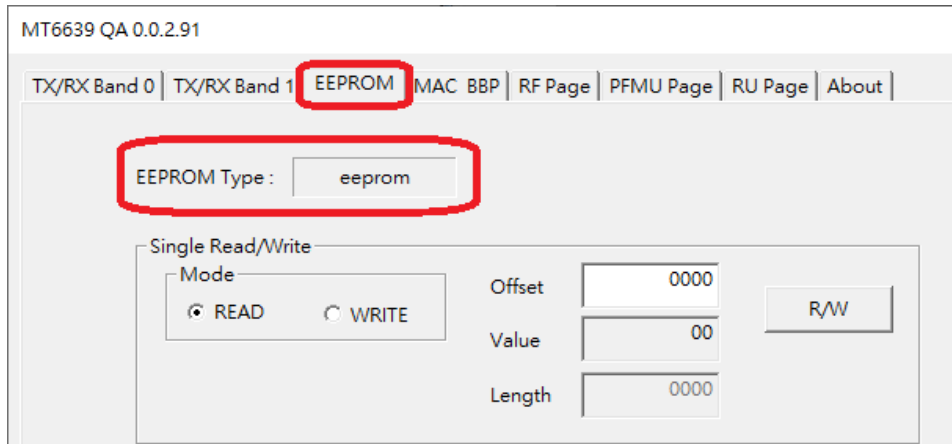 MT6639 QA 0.0.2.91
TX/RX Band 0 TX/RX Band 1 EEPROM MAC BBP RF Page PFMU Page RU Page About
EEPROM Type : eeprom
Single Read/Write
Mode
READ WRITE
Offset 0000
R/W
Value 00
Length 0000